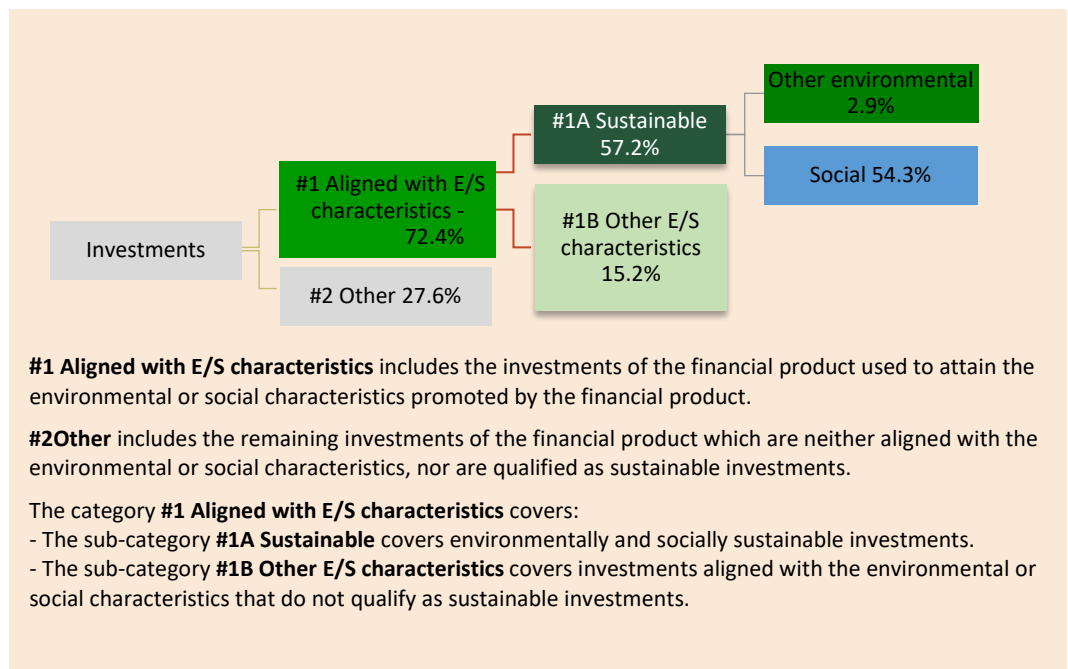 Investments
#1 Aligned with E/S
characteristics -
72.4%
#2 Other 27.6%
#1A Sustainable
57.2%
#1B Other E/S
characteristics
15.2%
Other environmental
2.9%
Social 54.3%
#1 Aligned with E/S characteristics includes the investments of the financial product used to attain the
environmental or social characteristics promoted by the financial product.
#2Other includes the remaining investments of the financial product which are neither aligned with the
environmental or social characteristics, nor are qualified as sustainable investments.
The category #1 Aligned with E/S characteristics covers:
- The sub-category #1A Sustainable covers environmentally and socially sustainable investments.
- The sub-category #1B Other E/S characteristics covers investments aligned with the environmental or
social characteristics that do not qualify as sustainable investments.